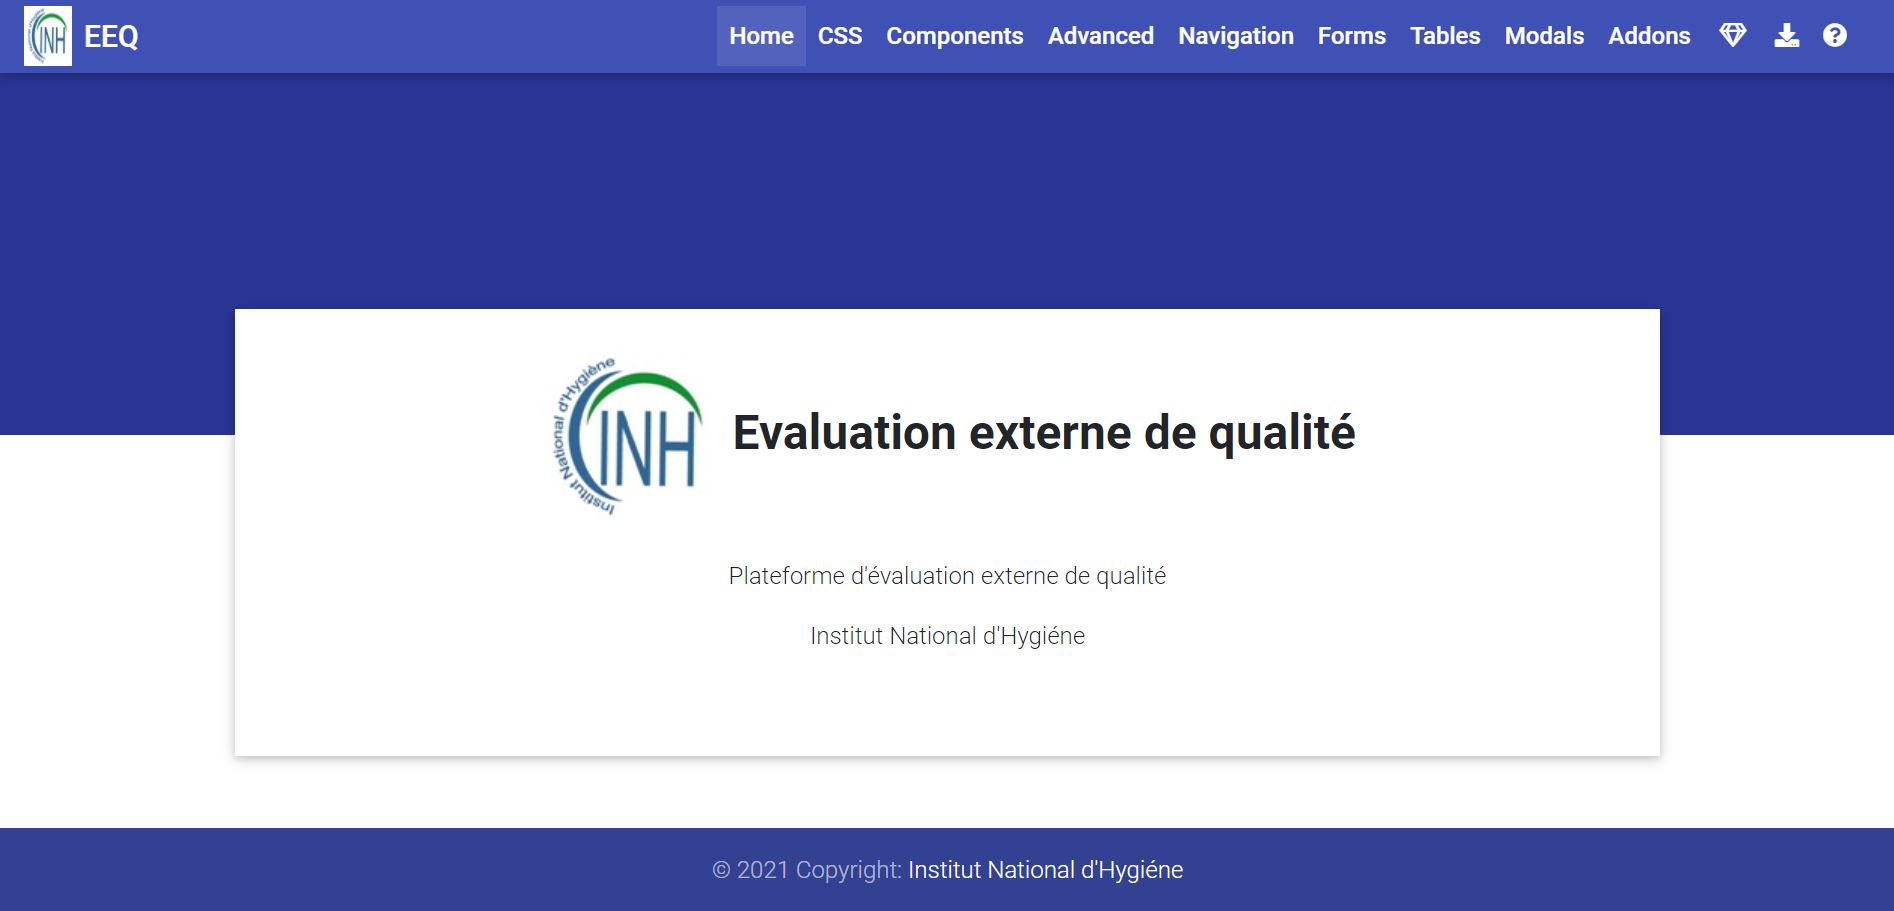 INH EEQ Home CSS Components Advanced Navigation Forms Tables Modals Addons
Institut National d'Hygiène
INH
Evaluation externe de qualité
Plateforme d'évaluation externe de qualité
Institut National d'Hygiéne
© 2021 Copyright: Institut National d'Hygiéne